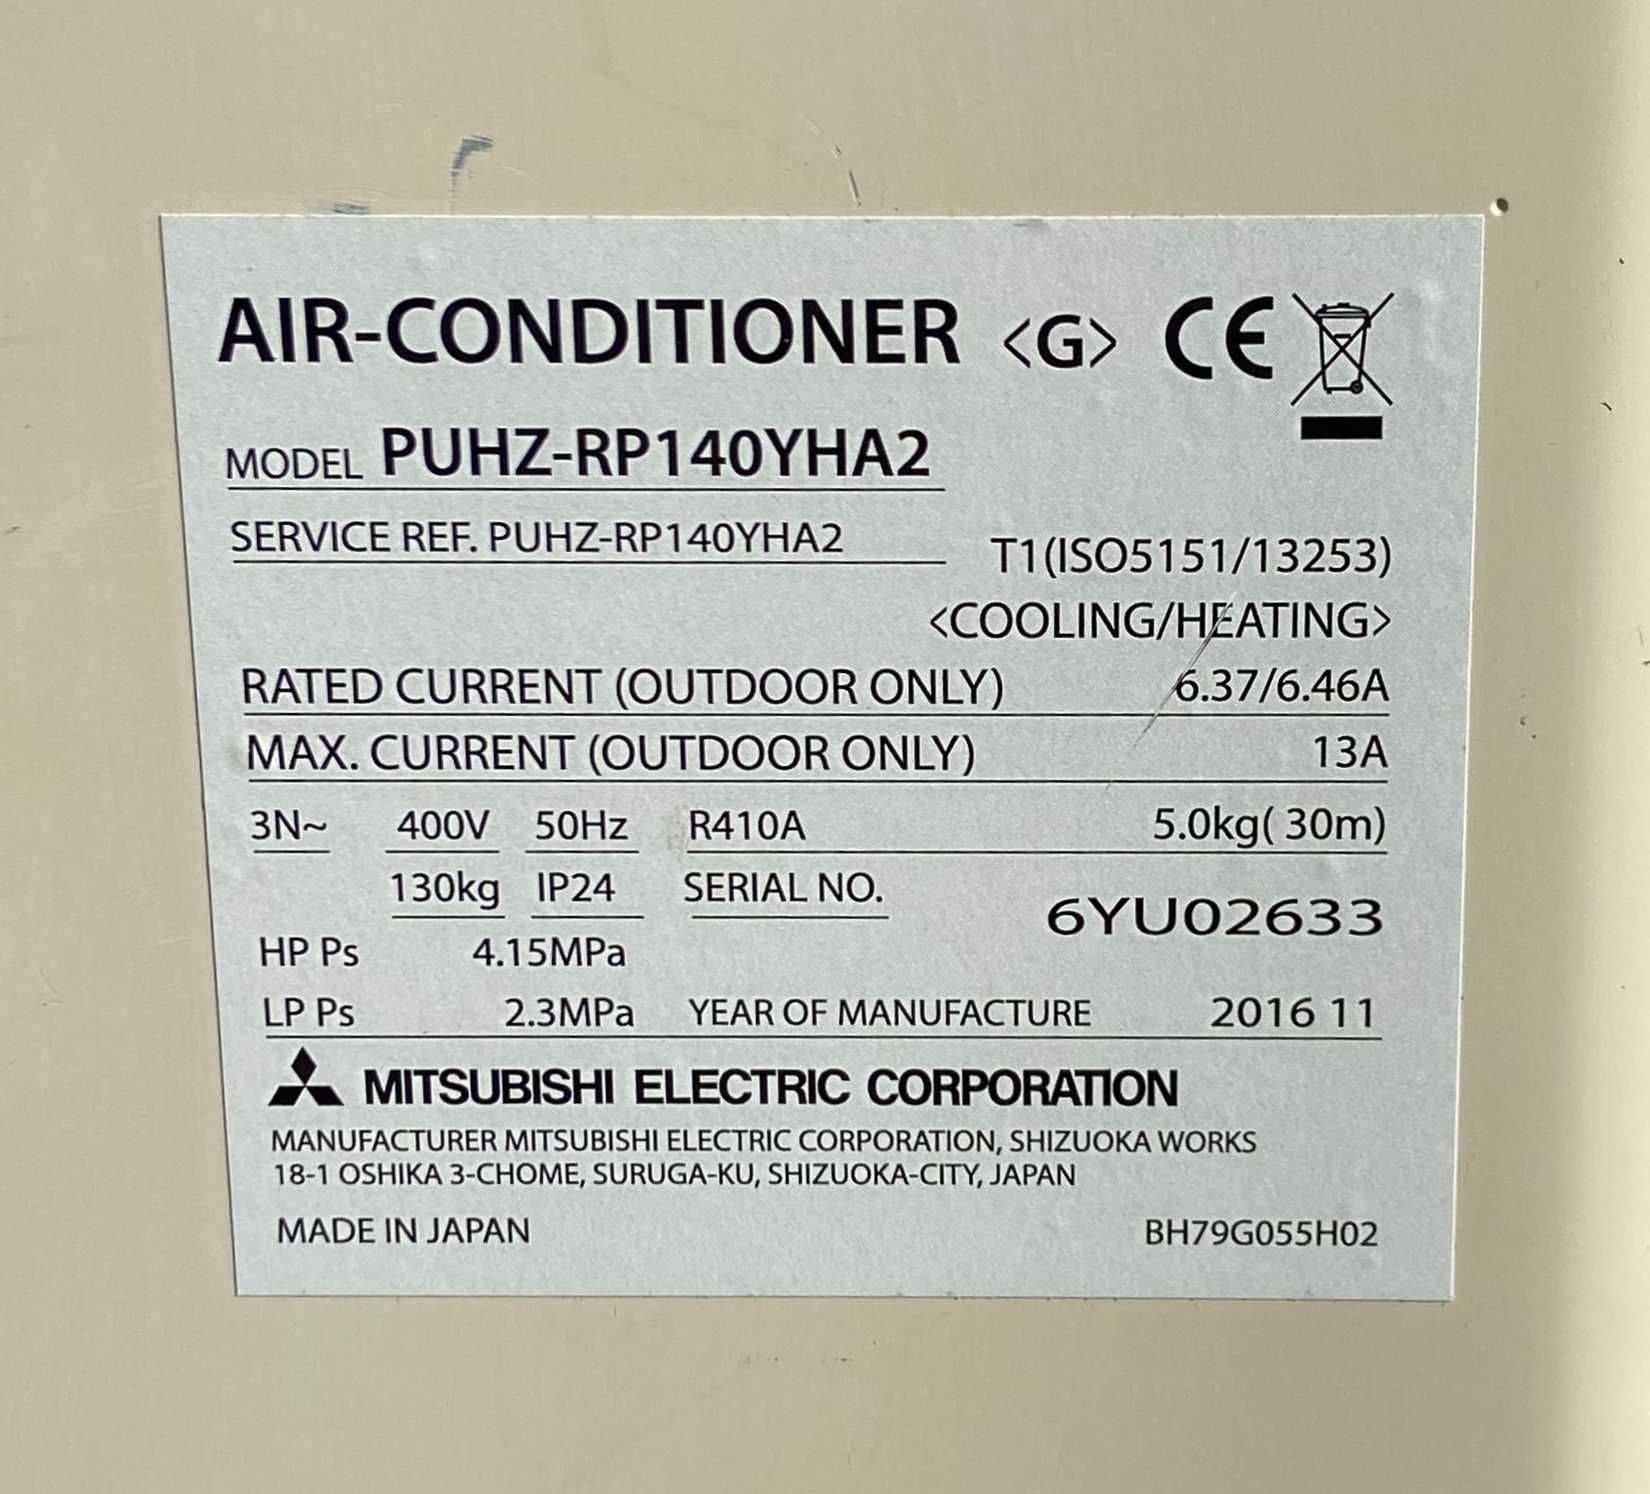 AIR-CONDITIONER <G> CE
MODEL PUHZ-RP140YHA2
SERVICE REF. PUHZ-RP140YHA2
T1(ISO5151/13253)
<COOLING/HEATING>
RATED CURRENT (OUTDOOR ONLY) 6.37/6.46A
MAX. CURRENT (OUTDOOR ONLY) 13A
3N~ 400V 50Hz R410A 5.0kg( 30m)
130kg IP24 SERIAL NO. 6YU02633
HP Ps 4.15MPa
LP Ps 2.3MPa YEAR OF MANUFACTURE 2016 11
MITSUBISHI ELECTRIC CORPORATION
MANUFACTURER MITSUBISHI ELECTRIC CORPORATION, SHIZUOKA WORKS
18-1 OSHIKA 3-CHOME, SURUGA-KU, SHIZUOKA-CITY, JAPAN
MADE IN JAPAN BH79G055H02